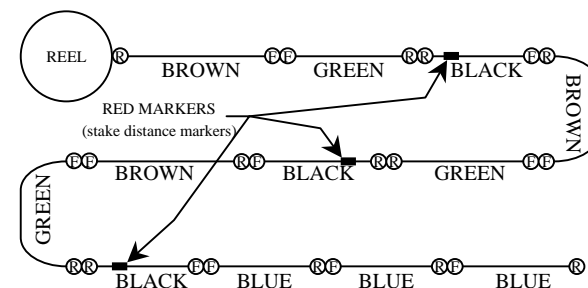 REEL R F F R R F R
BROWN GREEN BLACK
BROWN
RED MARKERS
(stake distance markers)
F F R F R R F F
BROWN BLACK GREEN
GREEN
R R F F R F R F R
BLACK BLUE BLUE BLUE